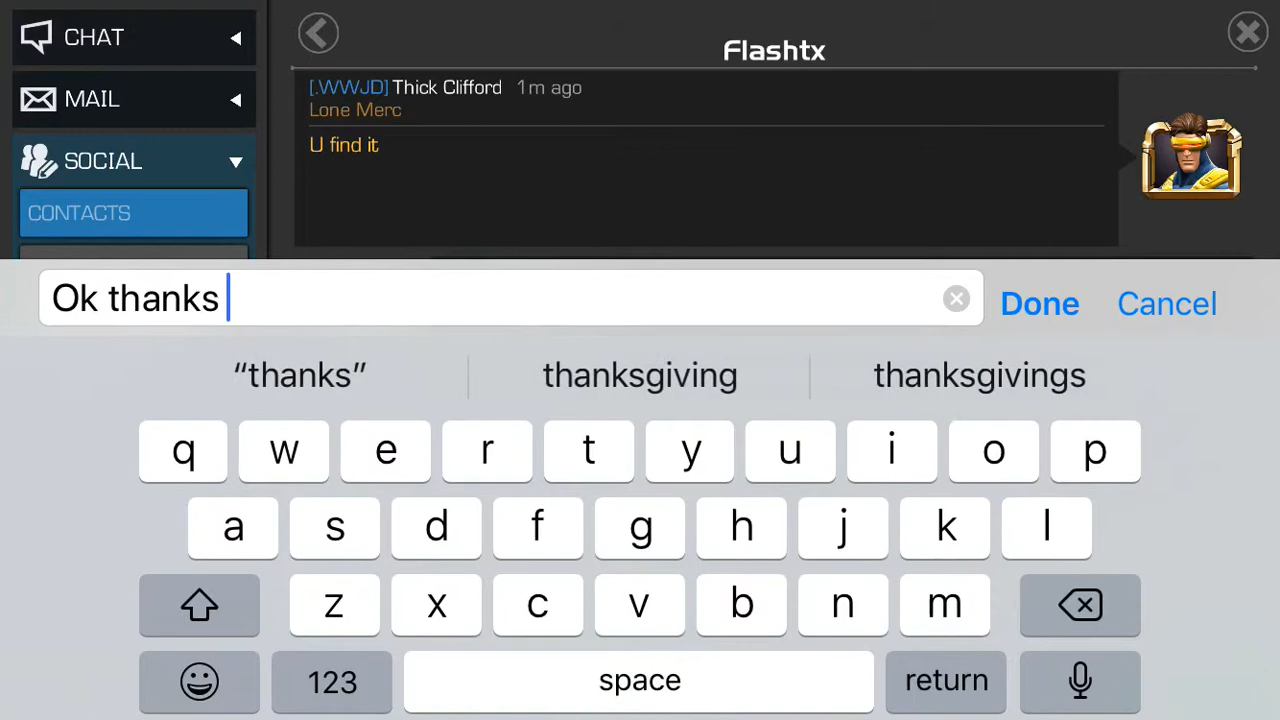 CHAT
MAIL
SOCIAL
CONTACTS
Flashtx
[.WWJD] Thick Clifford 1m ago
Lone Merc
U find it
Ok thanks
Done Cancel
“thanks” thanksgiving thanksgivings
q w e r t y u i o p
a s d f g h j k l
z x c v b n m
123 space return